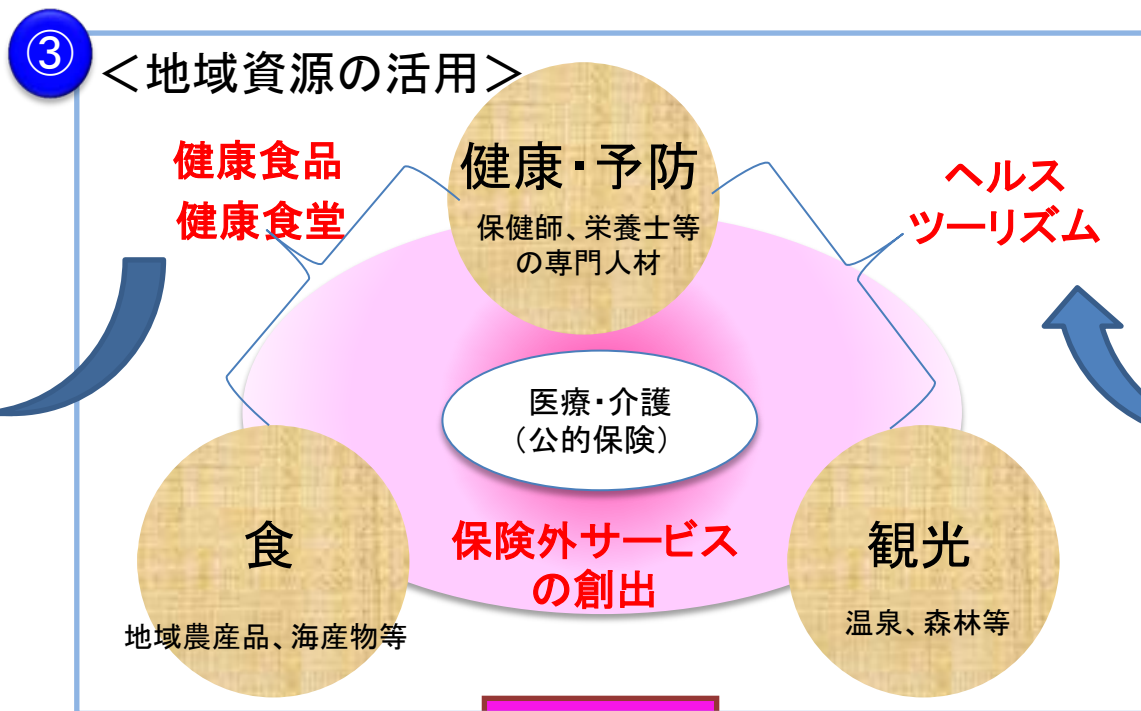 ③
＜地域資源の活用＞
健康食品
健康食堂
健康・予防
保健師、栄養士等
の専門人材
ヘルス
ツーリズム
医療・介護
（公的保険）
食
地域農産品、海産物等
保険外サービス
の創出
観光
温泉、森林等